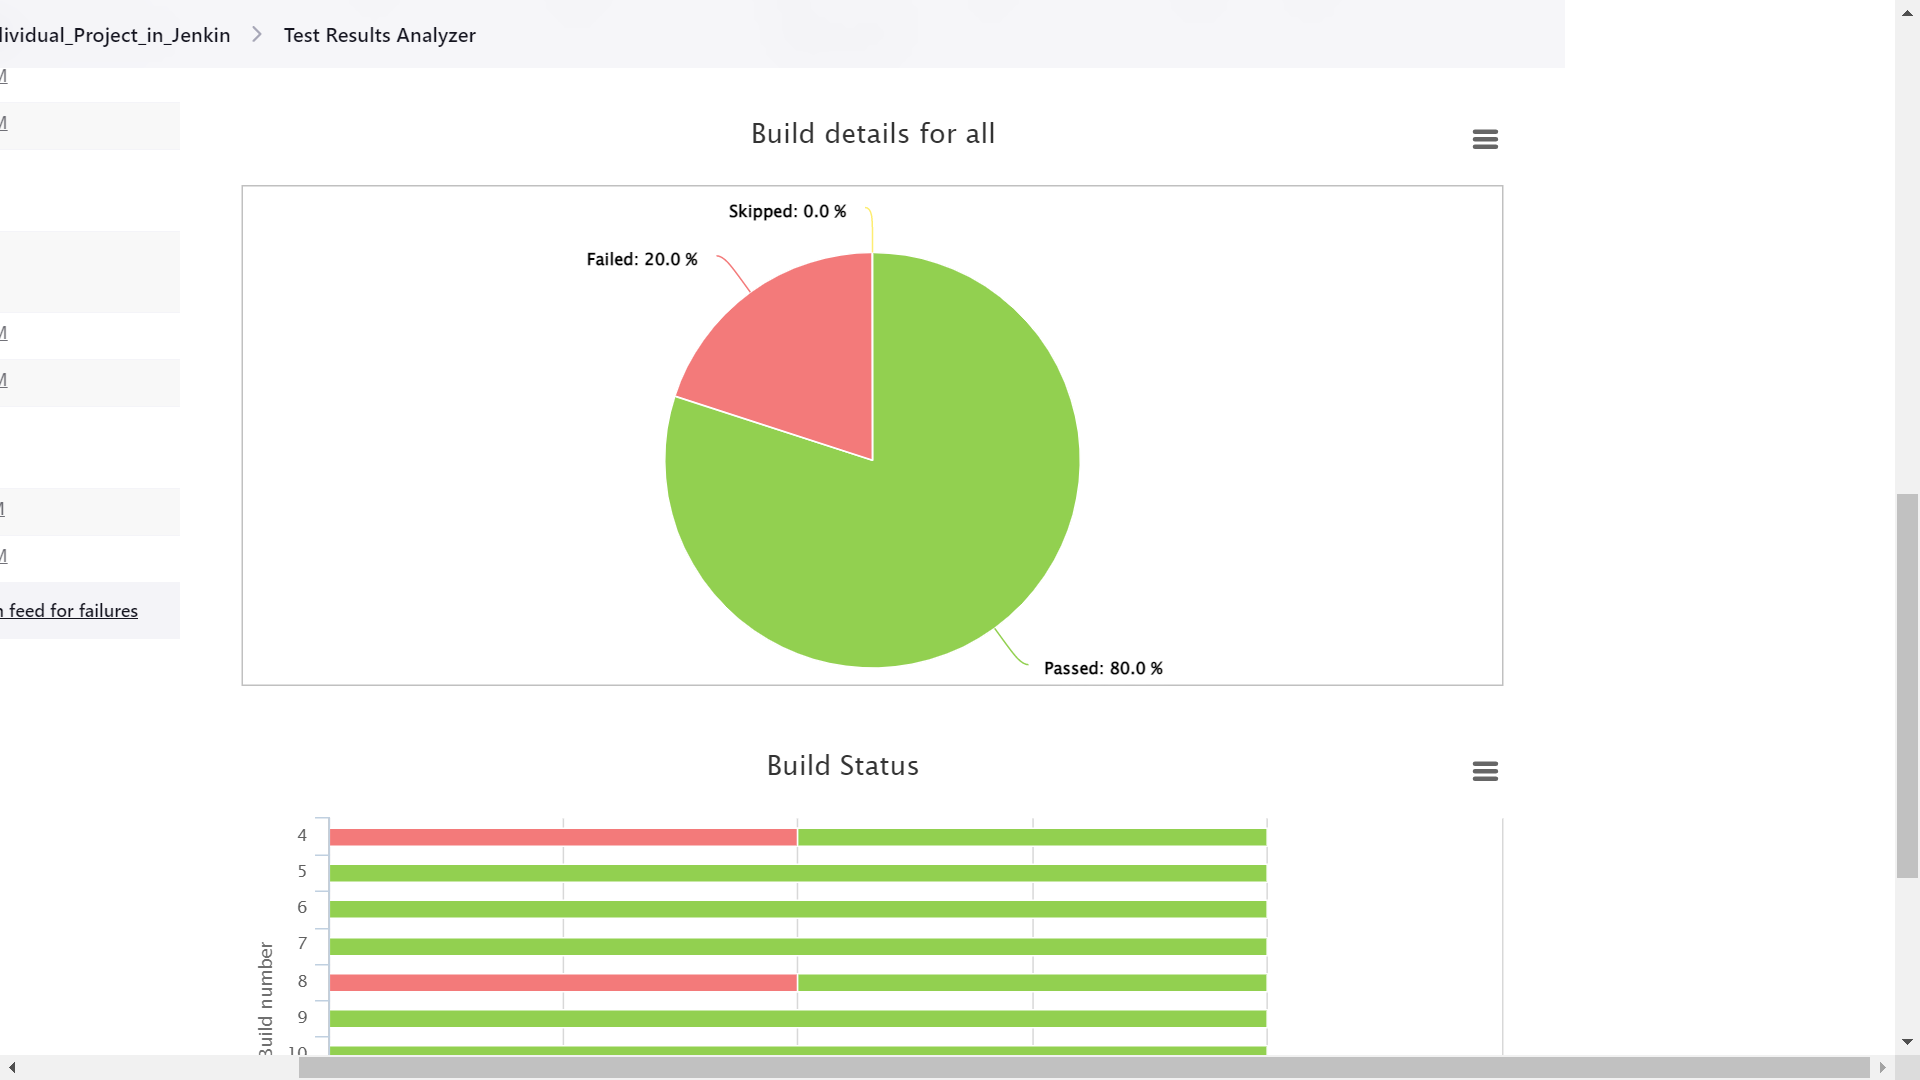 lividual_Project_in_Jenkin > Test Results Analyzer
M
M
M
M
M
M
n feed for failures
Build details for all
Skipped: 0.0 %
Failed: 20.0 %
Passed: 80.0 %
Build Status
Build number
4
5
6
7
8
9
10